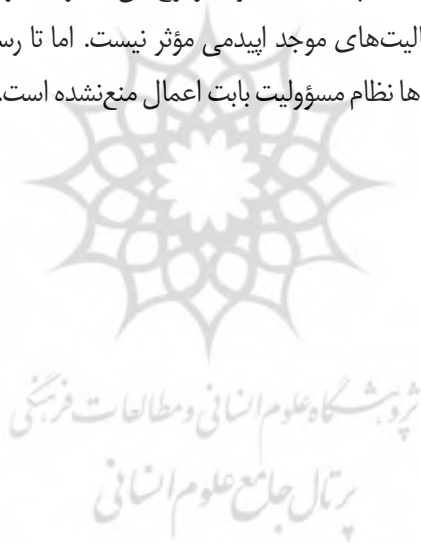 الیت‌های موجد اپیدمی مؤثر نیست. اما تا رس
ها نظام مسؤولیت بابت اعمال منع‌نشده است.
پژوهشگاه علوم انسانی و مطالعات فرهنگی
پرتال جامع علوم انسانی